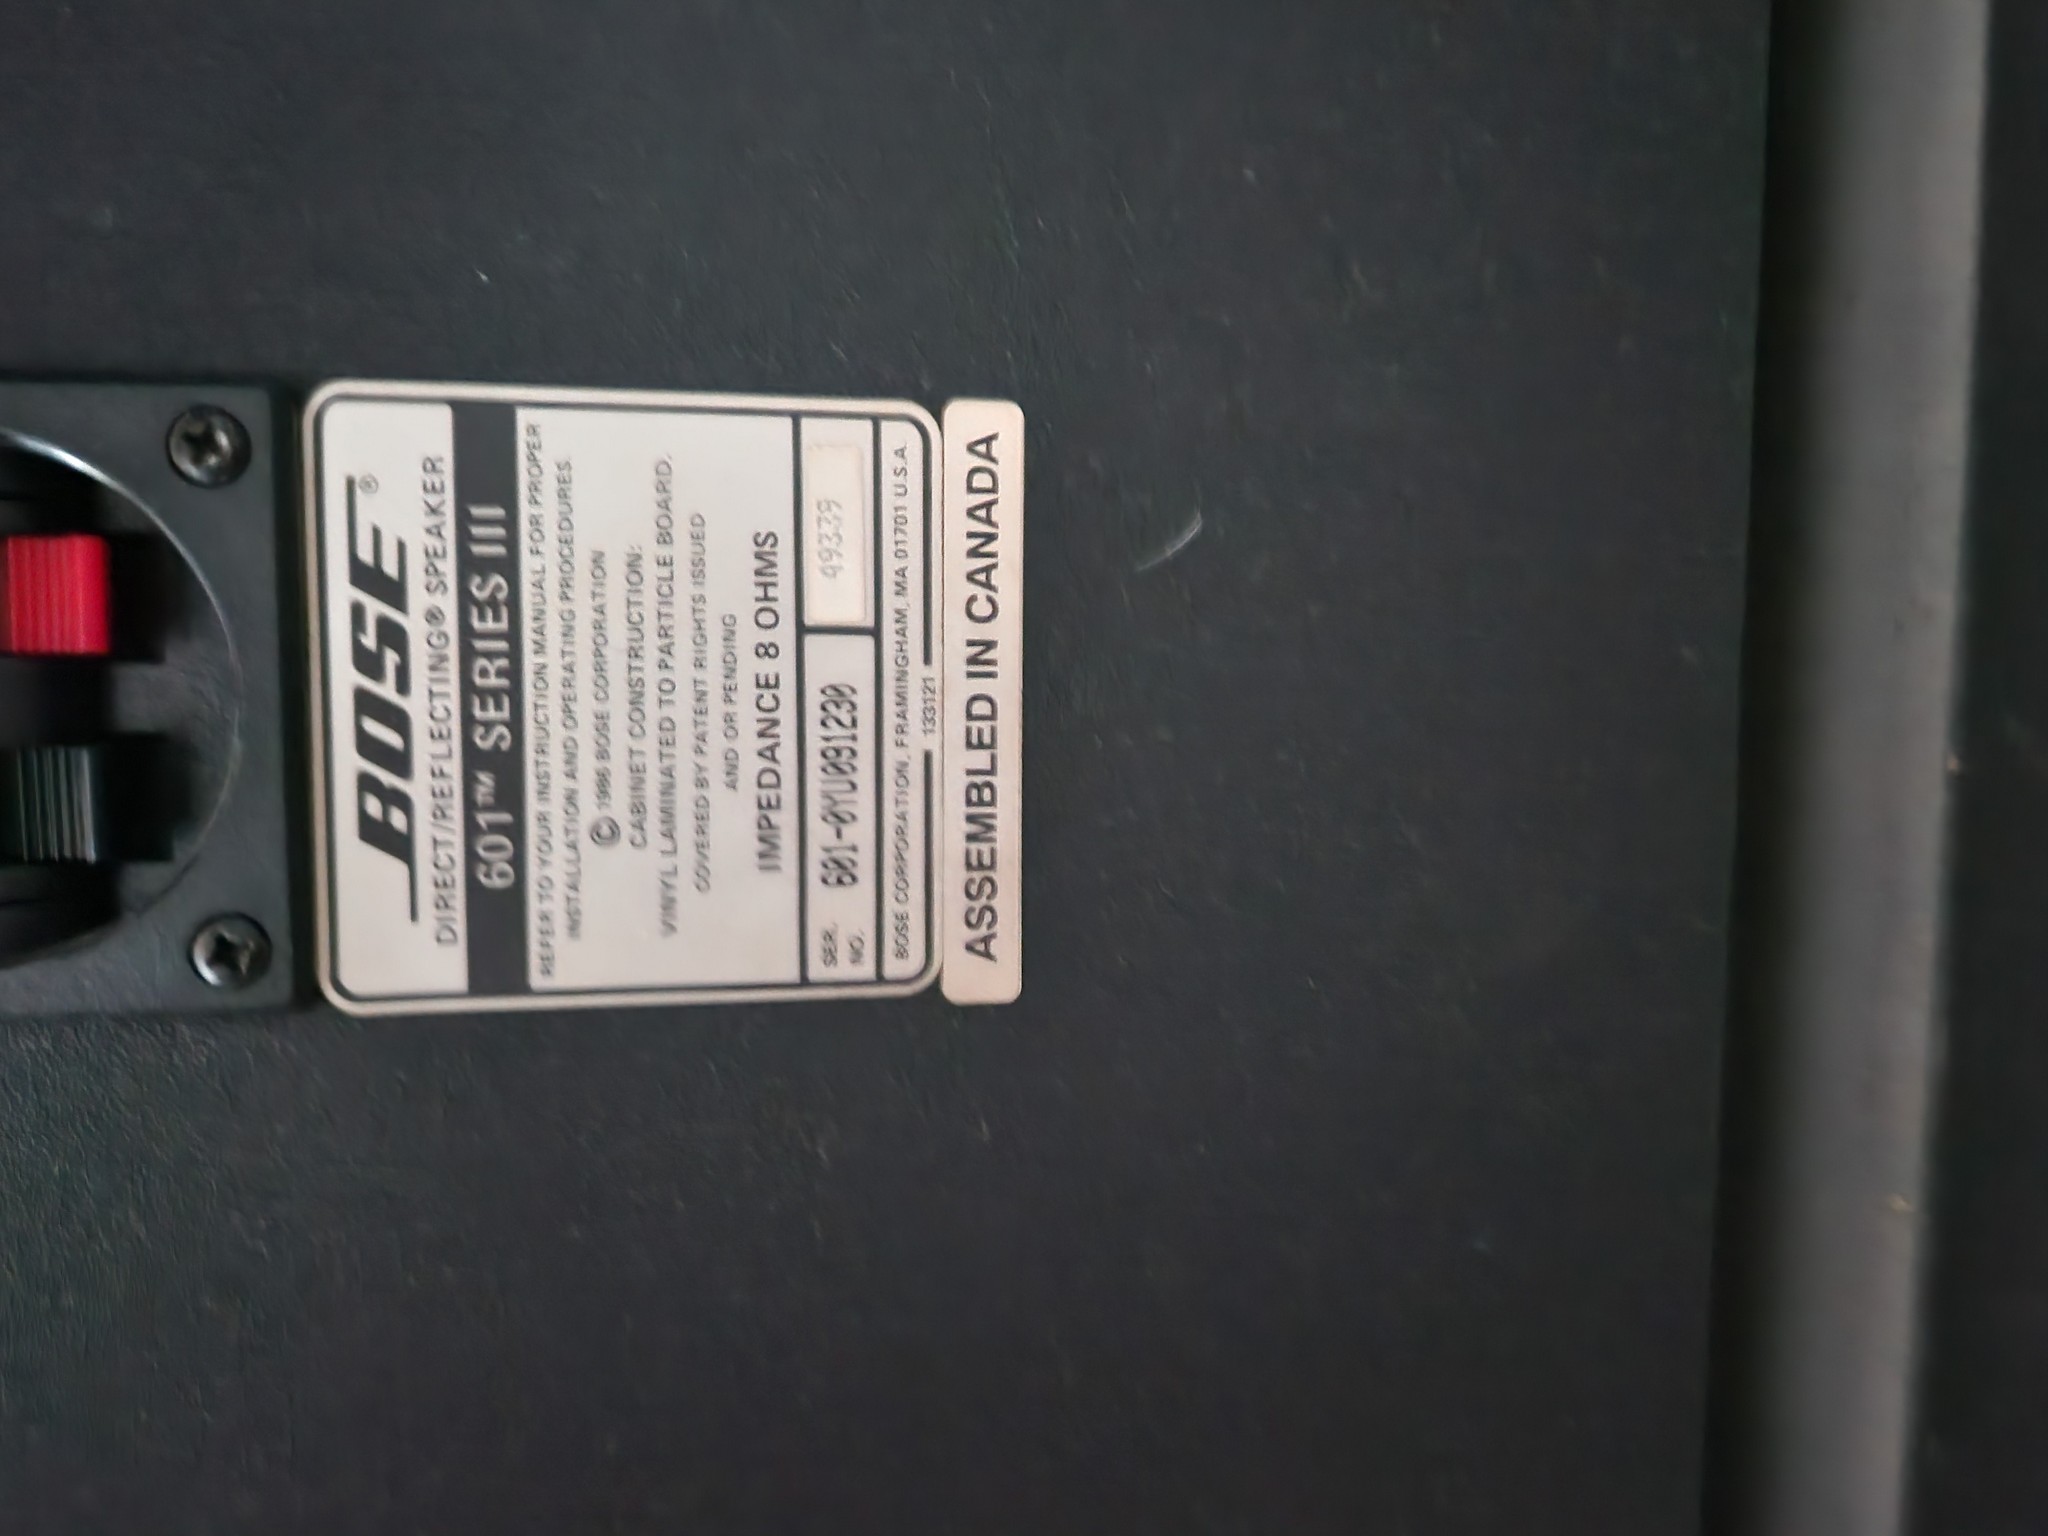 BOSE®
DIRECT/REFLECTING® SPEAKER
601™ SERIES III
REFER TO YOUR INSTRUCTION MANUAL FOR PROPER
INSTALLATION AND OPERATING PROCEDURES.
© 1986 BOSE CORPORATION
CABINET CONSTRUCTION:
VINYL LAMINATED TO PARTICLE BOARD.
COVERED BY PATENT RIGHTS ISSUED
AND OR PENDING
IMPEDANCE 8 OHMS
SER. NO. 601-0YU091230 49339
BOSE CORPORATION, FRAMINGHAM, MA 01701 U.S.A.
133121
ASSEMBLED IN CANADA